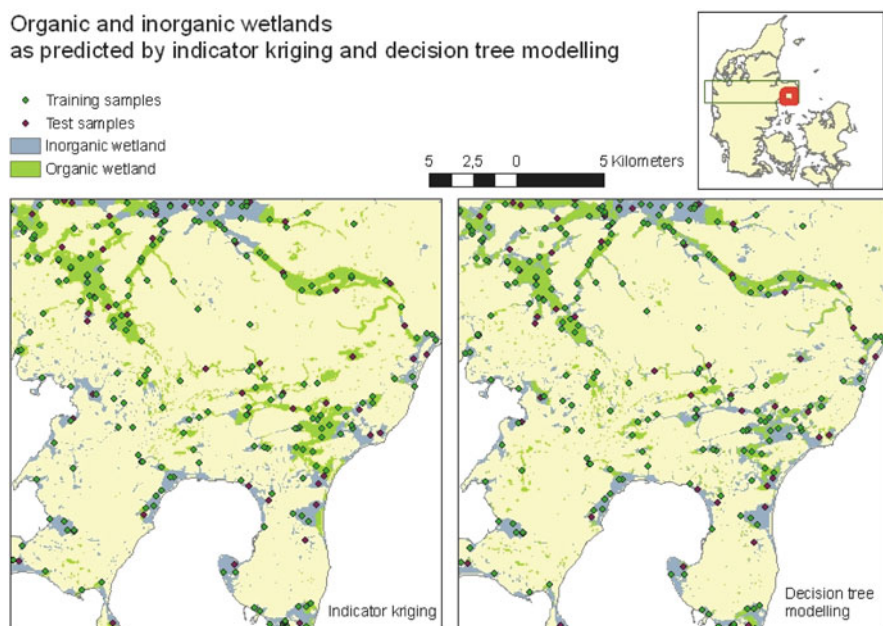 Organic and inorganic wetlands
as predicted by indicator kriging and decision tree modelling
Training samples
Test samples
Inorganic wetland
Organic wetland
5 2,5 0 5 Kilometers
Indicator kriging
Decision tree
modelling